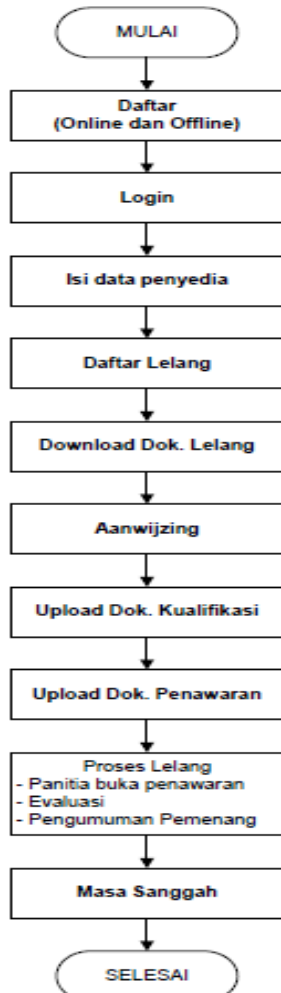 MULAI
Daftar
(Online dan Offline)
Login
Isi data penyedia
Daftar Lelang
Download Dok. Lelang
Aanwijzing
Upload Dok. Kualifikasi
Upload Dok. Penawaran
Proses Lelang
- Panitia buka penawaran
- Evaluasi
- Pengumuman Pemenang
Masa Sanggah
SELESAI